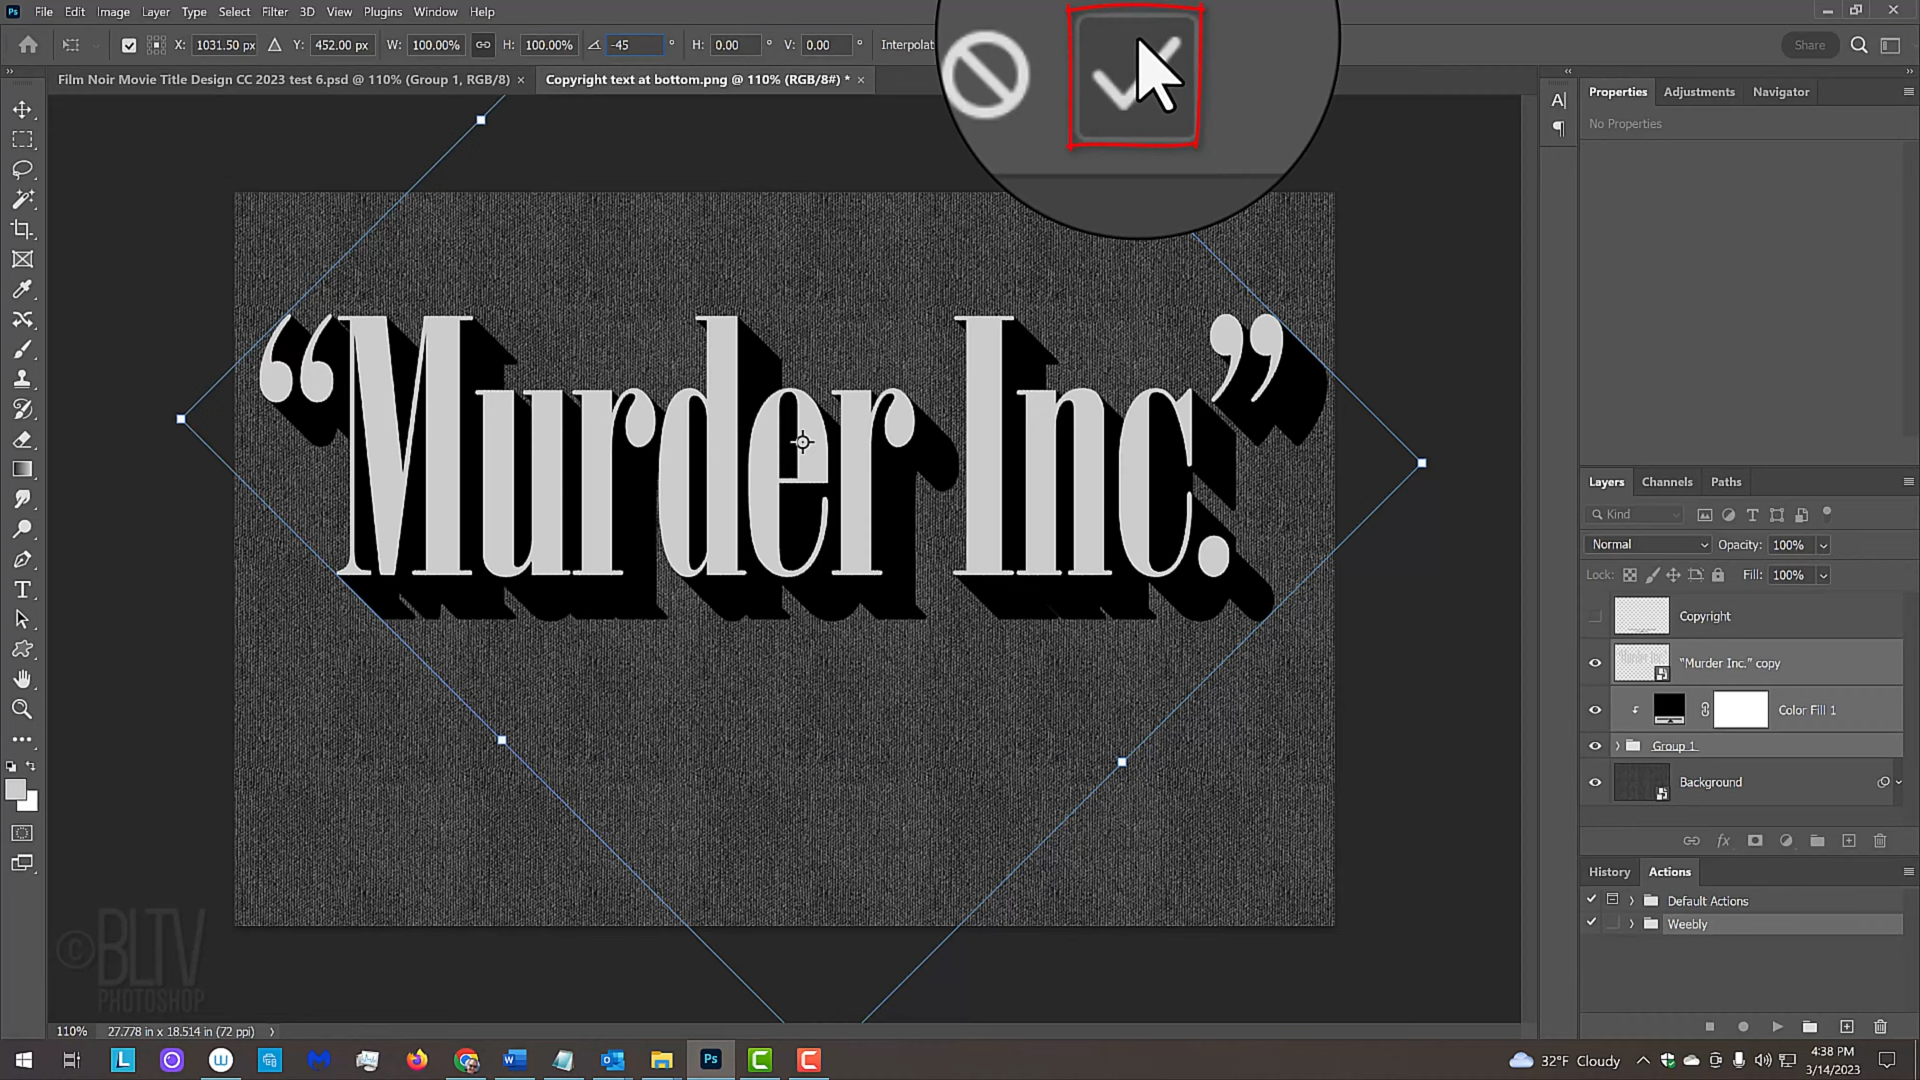 Ps File Edit Image Layer Type Select Filter 3D View Plugins Window Help
X: 1031.50 px Y: 452.00 px W: 100.00% H: 100.00% -45 ° H: 0.00 ° V: 0.00 ° Interpolat Share
Film Noir Movie Title Design CC 2023 test 6.psd @ 110% (Group 1, RGB/8) × Copyright text at bottom.png @ 110% (RGB/8#) * ×
Properties Adjustments Navigator
No Properties
“Murder Inc.”
Layers Channels Paths
Kind
Normal Opacity: 100%
Lock: Fill: 100%
Copyright
“Murder Inc.” copy
Color Fill 1
Group 1
Background
History Actions
Default Actions
Weebly
© BLTV
PHOTOSHOP
110% 27.778 in x 18.514 in (72 ppi)
32°F Cloudy
4:38 PM
3/14/2023